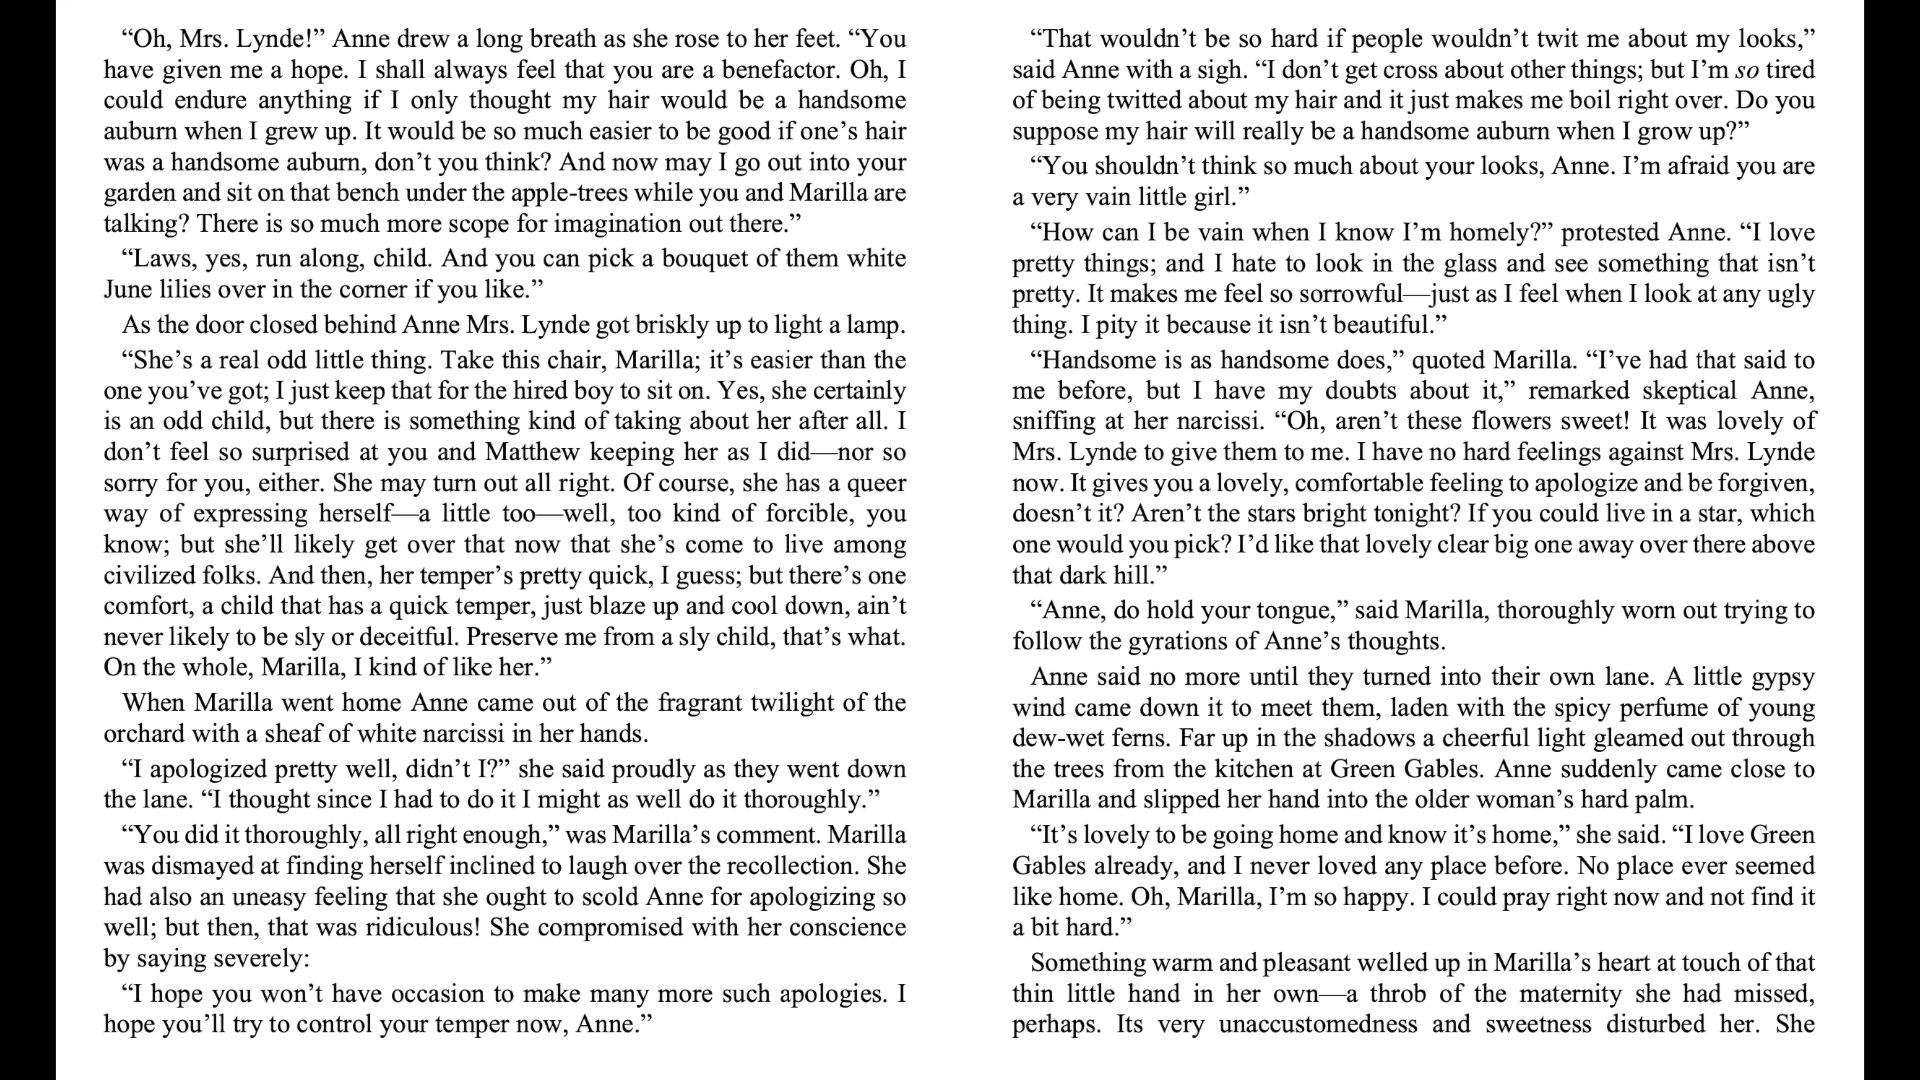 “Oh, Mrs. Lynde!” Anne drew a long breath as she rose to her feet. “You
have given me a hope. I shall always feel that you are a benefactor. Oh, I
could endure anything if I only thought my hair would be a handsome
auburn when I grew up. It would be so much easier to be good if one’s hair
was a handsome auburn, don’t you think? And now may I go out into your
garden and sit on that bench under the apple-trees while you and Marilla are
talking? There is so much more scope for imagination out there.”
“Laws, yes, run along, child. And you can pick a bouquet of them white
June lilies over in the corner if you like.”
As the door closed behind Anne Mrs. Lynde got briskly up to light a lamp.
“She’s a real odd little thing. Take this chair, Marilla; it’s easier than the
one you’ve got; I just keep that for the hired boy to sit on. Yes, she certainly
is an odd child, but there is something kind of taking about her after all. I
don’t feel so surprised at you and Matthew keeping her as I did—nor so
sorry for you, either. She may turn out all right. Of course, she has a queer
way of expressing herself—a little too—well, too kind of forcible, you
know; but she’ll likely get over that now that she’s come to live among
civilized folks. And then, her temper’s pretty quick, I guess; but there’s one
comfort, a child that has a quick temper, just blaze up and cool down, ain’t
never likely to be sly or deceitful. Preserve me from a sly child, that’s what.
On the whole, Marilla, I kind of like her.”
When Marilla went home Anne came out of the fragrant twilight of the
orchard with a sheaf of white narcissi in her hands.
“I apologized pretty well, didn’t I?” she said proudly as they went down
the lane. “I thought since I had to do it I might as well do it thoroughly.”
“You did it thoroughly, all right enough,” was Marilla’s comment. Marilla
was dismayed at finding herself inclined to laugh over the recollection. She
had also an uneasy feeling that she ought to scold Anne for apologizing so
well; but then, that was ridiculous! She compromised with her conscience
by saying severely:
“I hope you won’t have occasion to make many more such apologies. I
hope you’ll try to control your temper now, Anne.”
“That wouldn’t be so hard if people wouldn’t twit me about my looks,”
said Anne with a sigh. “I don’t get cross about other things; but I’m so tired
of being twitted about my hair and it just makes me boil right over. Do you
suppose my hair will really be a handsome auburn when I grow up?”
“You shouldn’t think so much about your looks, Anne. I’m afraid you are
a very vain little girl.”
“How can I be vain when I know I’m homely?” protested Anne. “I love
pretty things; and I hate to look in the glass and see something that isn’t
pretty. It makes me feel so sorrowful—just as I feel when I look at any ugly
thing. I pity it because it isn’t beautiful.”
“Handsome is as handsome does,” quoted Marilla. “I’ve had that said to
me before, but I have my doubts about it,” remarked skeptical Anne,
sniffing at her narcissi. “Oh, aren’t these flowers sweet! It was lovely of
Mrs. Lynde to give them to me. I have no hard feelings against Mrs. Lynde
now. It gives you a lovely, comfortable feeling to apologize and be forgiven,
doesn’t it? Aren’t the stars bright tonight? If you could live in a star, which
one would you pick? I’d like that lovely clear big one away over there above
that dark hill.”
“Anne, do hold your tongue,” said Marilla, thoroughly worn out trying to
follow the gyrations of Anne’s thoughts.
Anne said no more until they turned into their own lane. A little gypsy
wind came down it to meet them, laden with the spicy perfume of young
dew-wet ferns. Far up in the shadows a cheerful light gleamed out through
the trees from the kitchen at Green Gables. Anne suddenly came close to
Marilla and slipped her hand into the older woman’s hard palm.
“It’s lovely to be going home and know it’s home,” she said. “I love Green
Gables already, and I never loved any place before. No place ever seemed
like home. Oh, Marilla, I’m so happy. I could pray right now and not find it
a bit hard.”
Something warm and pleasant welled up in Marilla’s heart at touch of that
thin little hand in her own—a throb of the maternity she had missed,
perhaps. Its very unaccustomedness and sweetness disturbed her. She